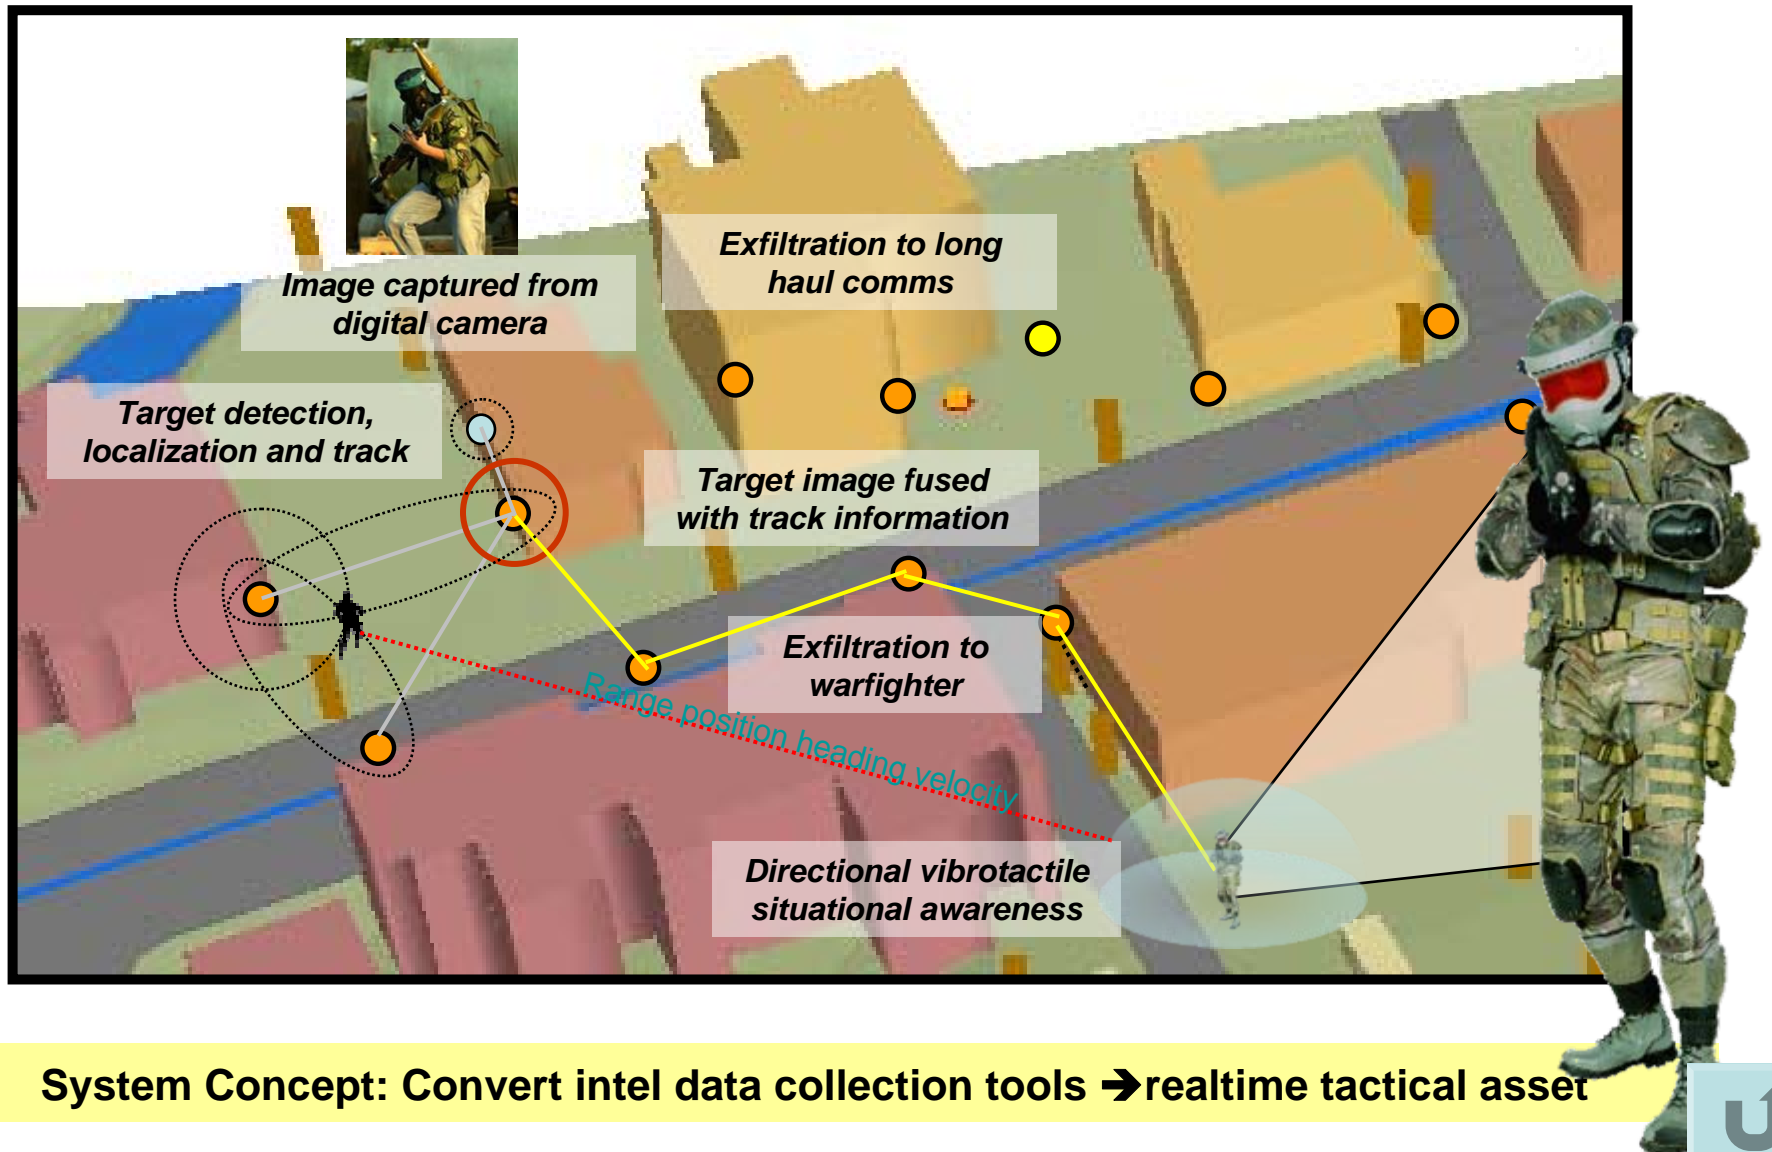 Exfiltration to long
haul comms
Image captured from
digital camera
Target detection,
localization and track
Target image fused
with track information
Exfiltration to
warfighter
Range position heading velocity
Directional vibrotactile
situational awareness
System Concept: Convert intel data collection tools ➔realtime tactical asset